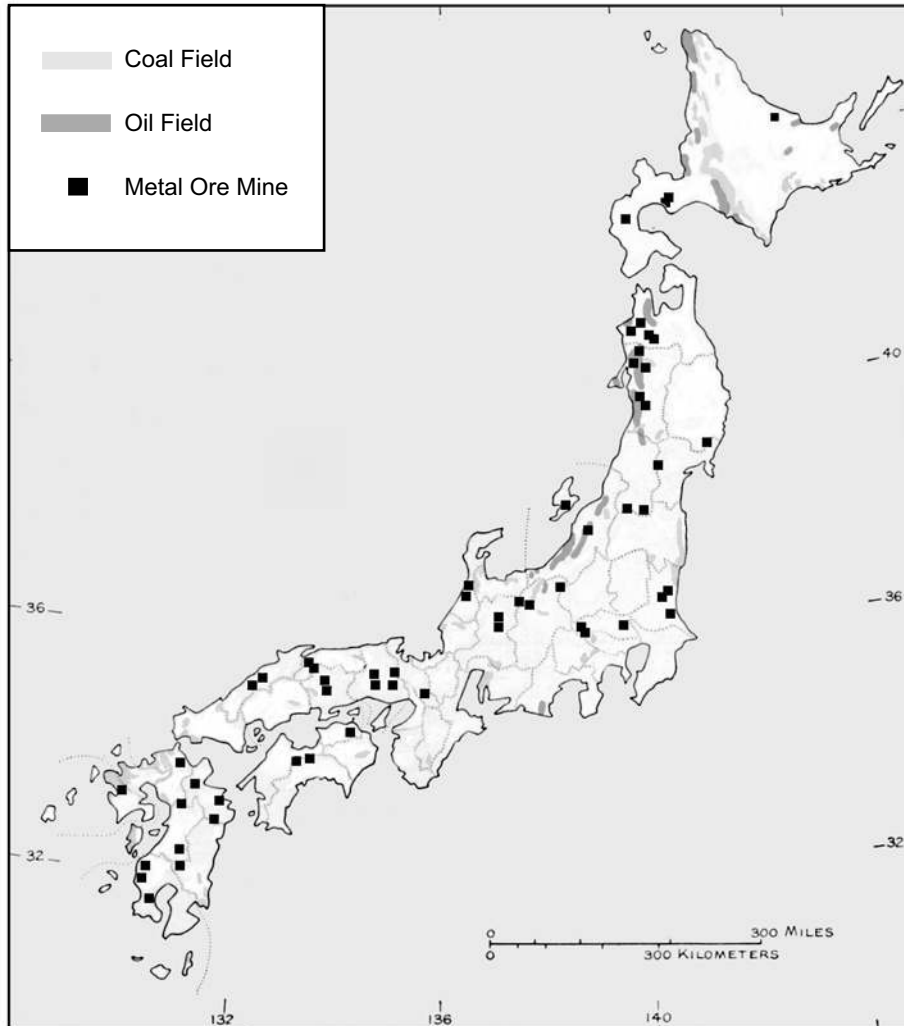 Coal Field
Oil Field
Metal Ore Mine
40
36
36
32
32
0 300 MILES
0 300 KILOMETERS
132 136 140